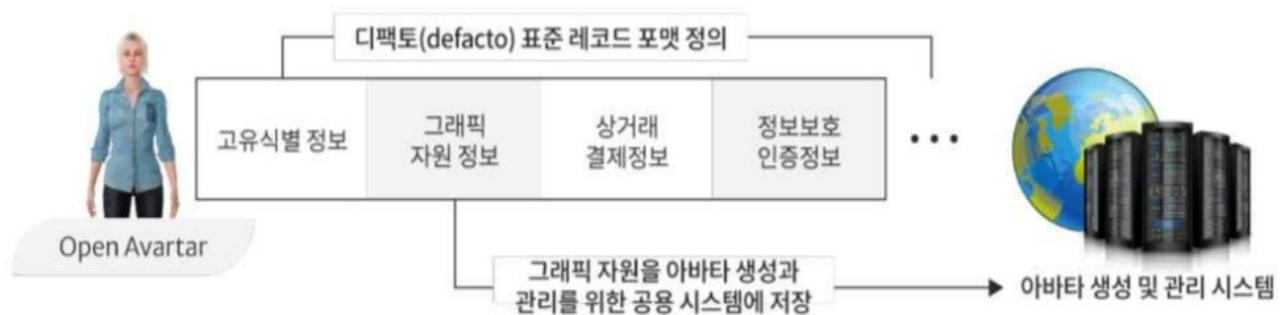 디팩토(defacto) 표준 레코드 포맷 정의
고유식별 정보
그래픽
자원 정보
상거래
결제정보
정보보호
인증정보
•••
Open Avartar
그래픽 자원을 아바타 생성과
관리를 위한 공용 시스템에 저장
아바타 생성 및 관리 시스템